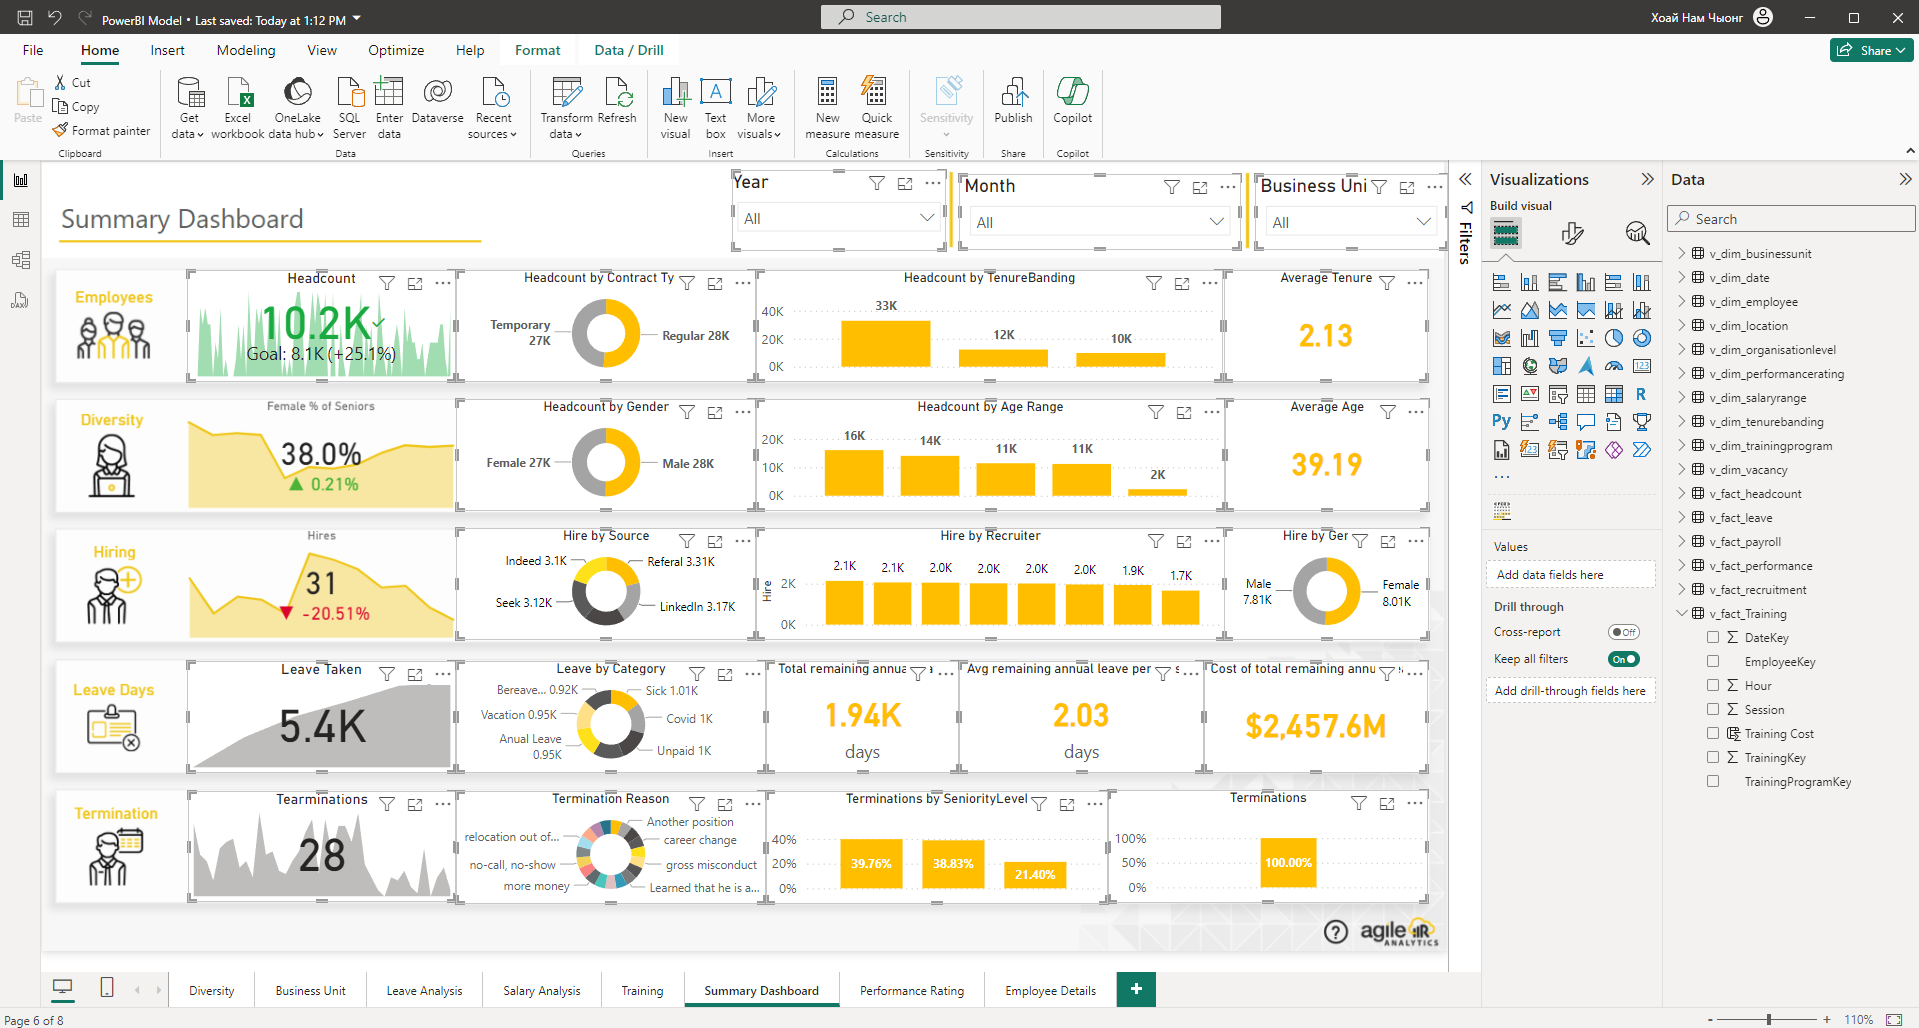 PowerBI Model • Last saved: Today at 1:12 PM
Search
Хоай Нам Чыонг
File
Home
Insert
Modeling
View
Optimize
Help
Format
Data / Drill
Share
Paste
Cut
Copy
Format painter
Clipboard
Get data
Excel workbook
OneLake data hub
SQL Server
Enter data
Dataverse
Recent sources
Data
Transform data
Refresh
Queries
New visual
Text box
More visuals
Insert
New measure
Quick measure
Calculations
Sensitivity
Sensitivity
Publish
Share
Copilot
Copilot
Summary Dashboard
Year
All
Month
All
Business Uni
All
Employees
Headcount
10.2K
Goal: 8.1K (+25.1%)
Headcount by Contract Ty
Temporary
27K
Regular 28K
Headcount by TenureBanding
40K
20K
0K
33K
12K
10K
Average Tenure
2.13
Diversity
Female % of Seniors
38.0%
0.21%
Headcount by Gender
Female 27K
Male 28K
Headcount by Age Range
20K
10K
0K
16K
14K
11K
11K
2K
Average Age
39.19
Hiring
Hires
31
-20.51%
Hire by Source
Indeed 3.1K
Referal 3.31K
Seek 3.12K
LinkedIn 3.17K
Hire by Recruiter
Hire
2K
0K
2.1K
2.1K
2.0K
2.0K
2.0K
2.0K
1.9K
1.7K
Hire by Ger
Male
7.81K
Female
8.01K
Leave Days
Leave Taken
5.4K
Leave by Category
Bereave... 0.92K
Sick 1.01K
Vacation 0.95K
Covid 1K
Anual Leave
0.95K
Unpaid 1K
Total remaining annua
1.94K
days
Avg remaining annual leave per
2.03
days
Cost of total remaining annu
$2,457.6M
Termination
Tearminations
28
Termination Reason
Another position
relocation out of...
career change
no-call, no-show
gross misconduct
more money
Learned that he is a...
Terminations by SeniorityLevel
40%
20%
0%
39.76%
38.83%
21.40%
Terminations
100%
50%
0%
100.00%
agile HR
ANALYTICS
Filters
Visualizations
Build visual
Values
Add data fields here
Drill through
Cross-report
Off
Keep all filters
On
Add drill-through fields here
R
Py
123
Data
Search
v_dim_businessunit
v_dim_date
v_dim_employee
v_dim_location
v_dim_organisationlevel
v_dim_performancerating
v_dim_salaryrange
v_dim_tenurebanding
v_dim_trainingprogram
v_dim_vacancy
v_fact_headcount
v_fact_leave
v_fact_payroll
v_fact_performance
v_fact_recruitment
v_fact_Training
DateKey
EmployeeKey
Hour
Session
Training Cost
TrainingKey
TrainingProgramKey
Diversity
Business Unit
Leave Analysis
Salary Analysis
Training
Summary Dashboard
Performance Rating
Employee Details
Page 6 of 8
110%